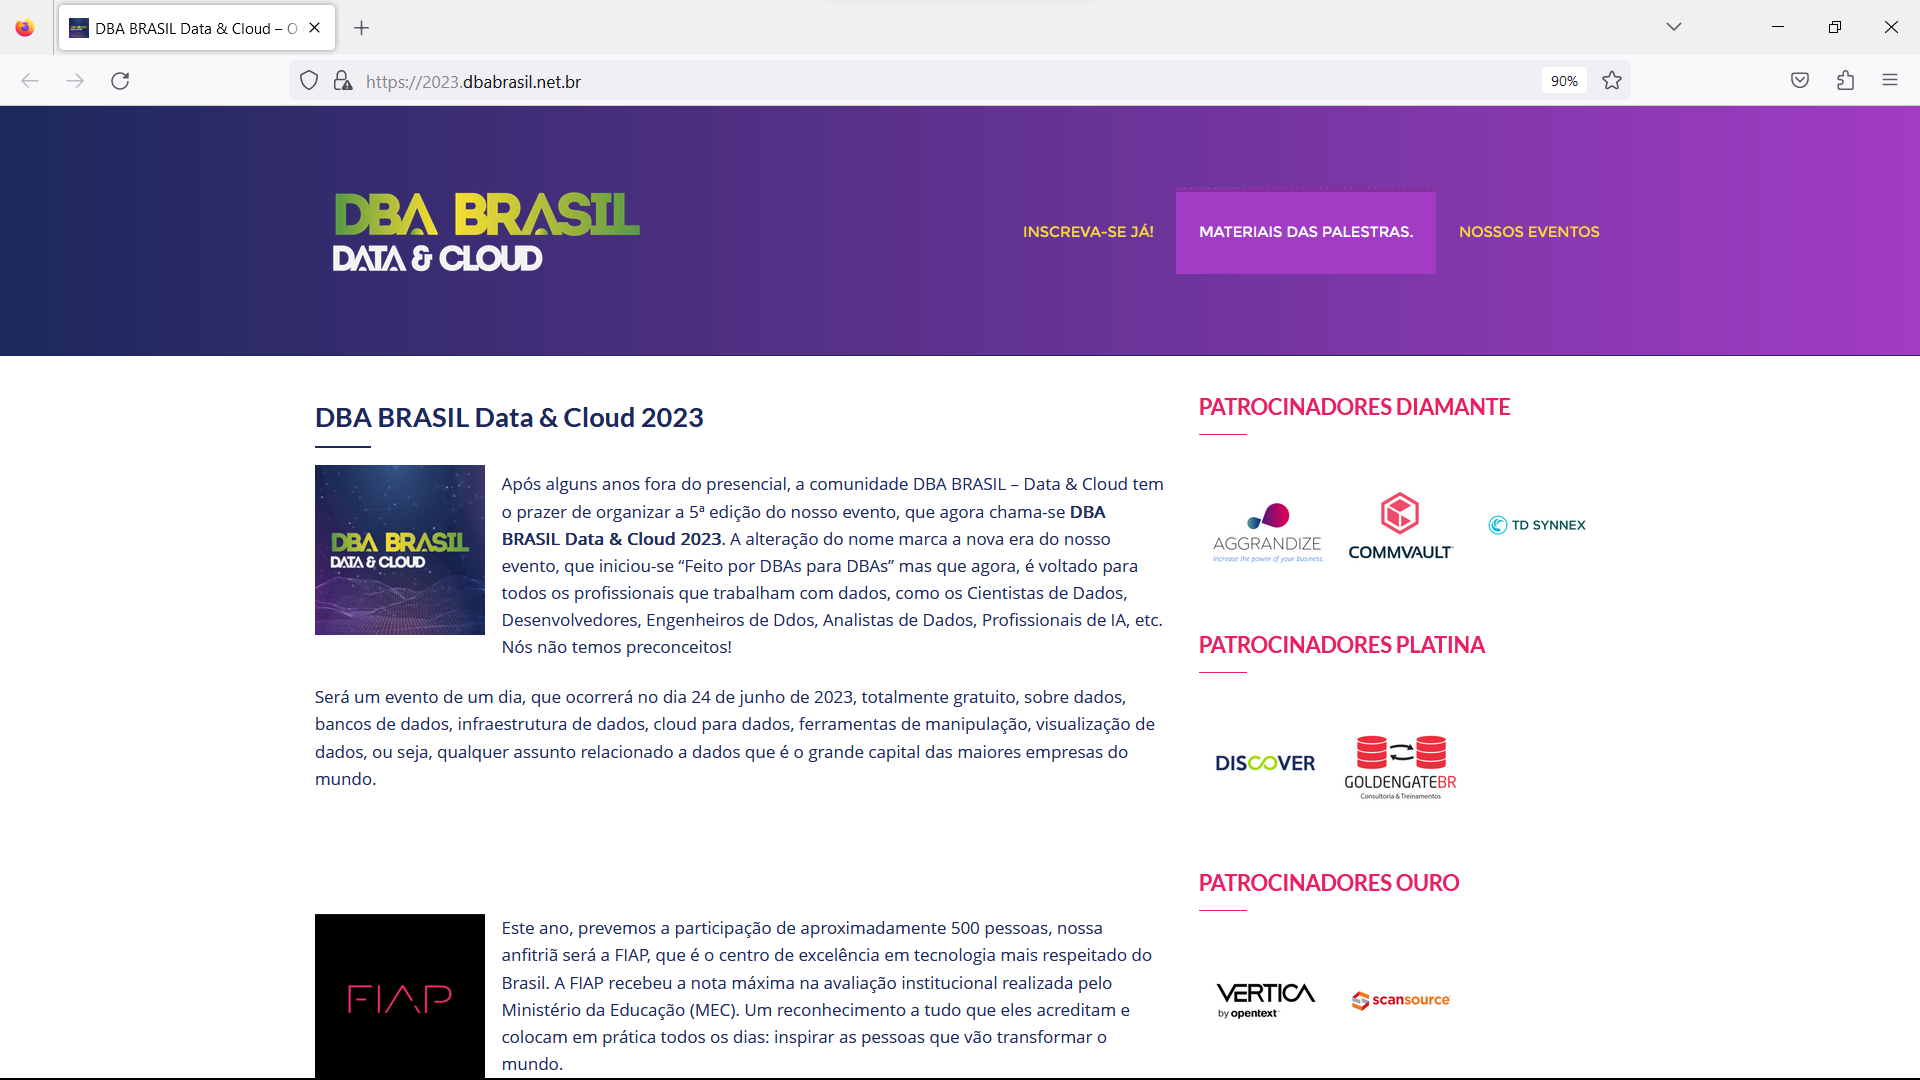 DBA BRASIL Data & Cloud – O
https://2023.dbabrasil.net.br
90%
DBA BRASIL
DATA & CLOUD
INSCREVA-SE JÁ!
MATERIAIS DAS PALESTRAS.
NOSSOS EVENTOS
DBA BRASIL Data & Cloud 2023
DBA BRASIL
DATA & CLOUD
Após alguns anos fora do presencial, a comunidade DBA BRASIL – Data & Cloud tem
o prazer de organizar a 5ª edição do nosso evento, que agora chama-se DBA
BRASIL Data & Cloud 2023. A alteração do nome marca a nova era do nosso
evento, que iniciou-se “Feito por DBAs para DBAs” mas que agora, é voltado para
todos os profissionais que trabalham com dados, como os Cientistas de Dados,
Desenvolvedores, Engenheiros de Ddos, Analistas de Dados, Profissionais de IA, etc.
Nós não temos preconceitos!
Será um evento de um dia, que ocorrerá no dia 24 de junho de 2023, totalmente gratuito, sobre dados,
bancos de dados, infraestrutura de dados, cloud para dados, ferramentas de manipulação, visualização de
dados, ou seja, qualquer assunto relacionado a dados que é o grande capital das maiores empresas do
mundo.
FIAP
Este ano, prevemos a participação de aproximadamente 500 pessoas, nossa
anfitriã será a FIAP, que é o centro de excelência em tecnologia mais respeitado do
Brasil. A FIAP recebeu a nota máxima na avaliação institucional realizada pelo
Ministério da Educação (MEC). Um reconhecimento a tudo que eles acreditam e
colocam em prática todos os dias: inspirar as pessoas que vão transformar o
mundo.
PATROCINADORES DIAMANTE
AGGRANDIZE
Increase the power of your business.
COMMVAULT
TD SYNNEX
PATROCINADORES PLATINA
DISCOVER
GOLDENGATEBR
Consultoria & Treinamentos
PATROCINADORES OURO
VERTICA
by opentext
scansource